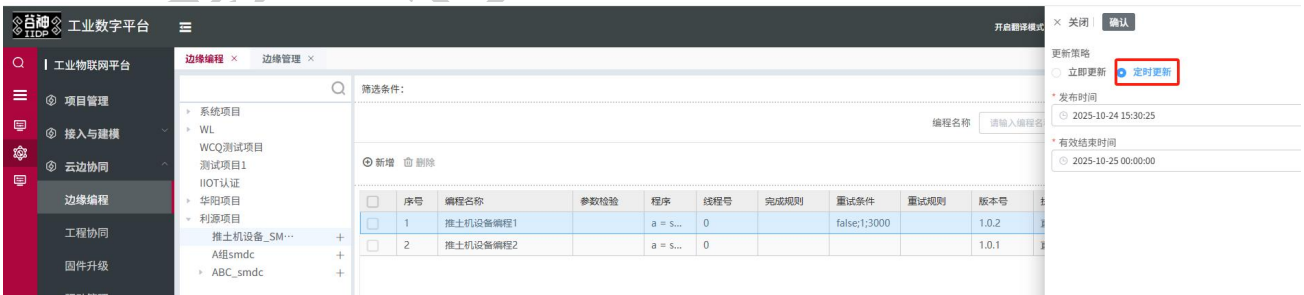 谷神 IIDP 工业数字平台
开启翻译模式
× 关闭 确认
工业物联网平台
项目管理
接入与建模
云边协同
边缘编程
工程协同
固件升级
边缘编程 × 边缘管理 ×
系统项目
WL
WCQ测试项目
测试项目1
IIOT认证
华阳项目
利源项目
推土机设备_SM… +
A组smdc +
ABC_smdc +
筛选条件:
编程名称 请输入编程名
新增 删除
序号 编程名称 参数检验 程序 线程号 完成规则 重试条件 重试规则 版本号
1 推土机设备编程1 a = s... 0 false;1;3000 1.0.2
2 推土机设备编程2 a = s... 0 1.0.1
更新策略
立即更新 定时更新
* 发布时间
2025-10-24 15:30:25
* 有效结束时间
2025-10-25 00:00:00